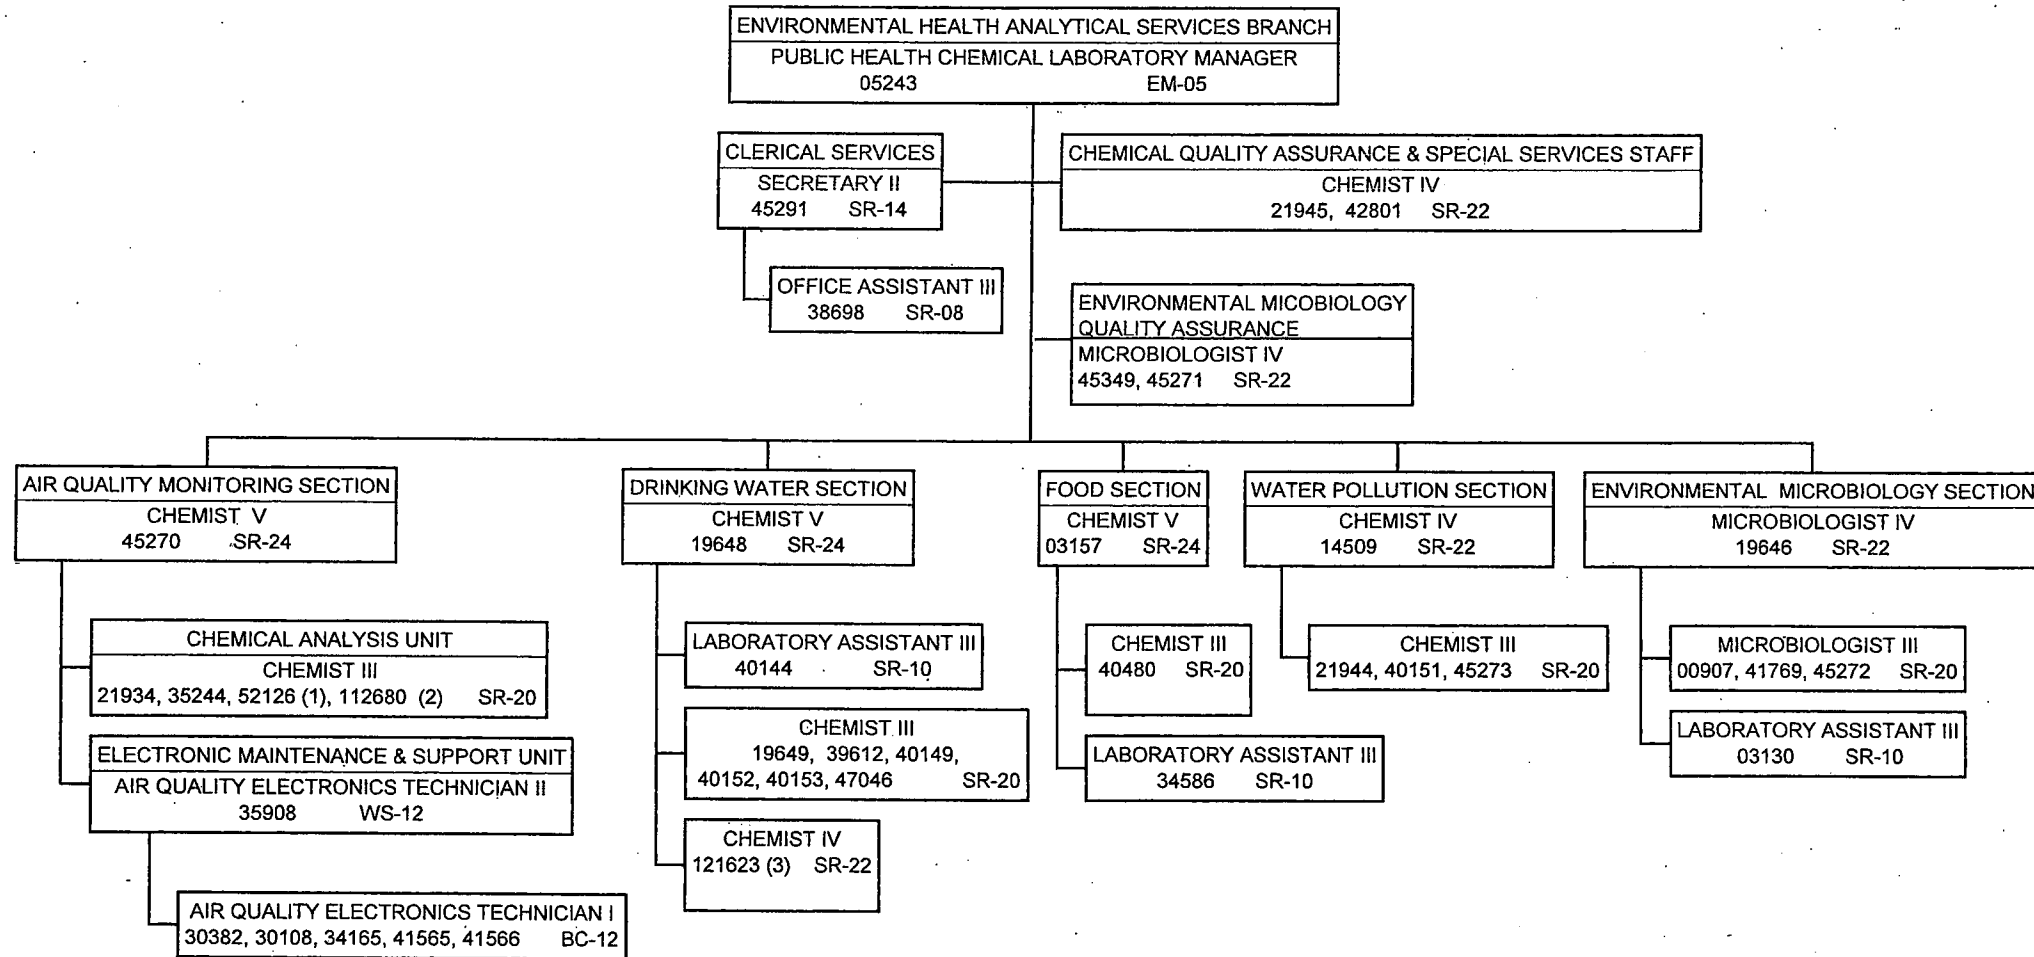 ENVIRONMENTAL HEALTH ANALYTICAL SERVICES BRANCH
PUBLIC HEALTH CHEMICAL LABORATORY MANAGER
05243 EM-05
CLERICAL SERVICES
SECRETARY II
45291 SR-14
CHEMICAL QUALITY ASSURANCE & SPECIAL SERVICES STAFF
CHEMIST IV
21945, 42801 SR-22
OFFICE ASSISTANT III
38698 SR-08
ENVIRONMENTAL MICOBIOLOGY
QUALITY ASSURANCE
MICROBIOLOGIST IV
45349, 45271 SR-22
AIR QUALITY MONITORING SECTION
CHEMIST V
45270 SR-24
CHEMICAL ANALYSIS UNIT
CHEMIST III
21934, 35244, 52126 (1), 112680 (2) SR-20
ELECTRONIC MAINTENANCE & SUPPORT UNIT
AIR QUALITY ELECTRONICS TECHNICIAN II
35908 WS-12
AIR QUALITY ELECTRONICS TECHNICIAN I
30382, 30108, 34165, 41565, 41566 BC-12
DRINKING WATER SECTION
CHEMIST V
19648 SR-24
LABORATORY ASSISTANT III
40144 SR-10
CHEMIST III
19649, 39612, 40149,
40152, 40153, 47046 SR-20
CHEMIST IV
121623 (3) SR-22
FOOD SECTION
CHEMIST V
03157 SR-24
CHEMIST III
40480 SR-20
LABORATORY ASSISTANT III
34586 SR-10
WATER POLLUTION SECTION
CHEMIST IV
14509 SR-22
CHEMIST III
21944, 40151, 45273 SR-20
ENVIRONMENTAL MICROBIOLOGY SECTION
MICROBIOLOGIST IV
19646 SR-22
MICROBIOLOGIST III
00907, 41769, 45272 SR-20
LABORATORY ASSISTANT III
03130 SR-10